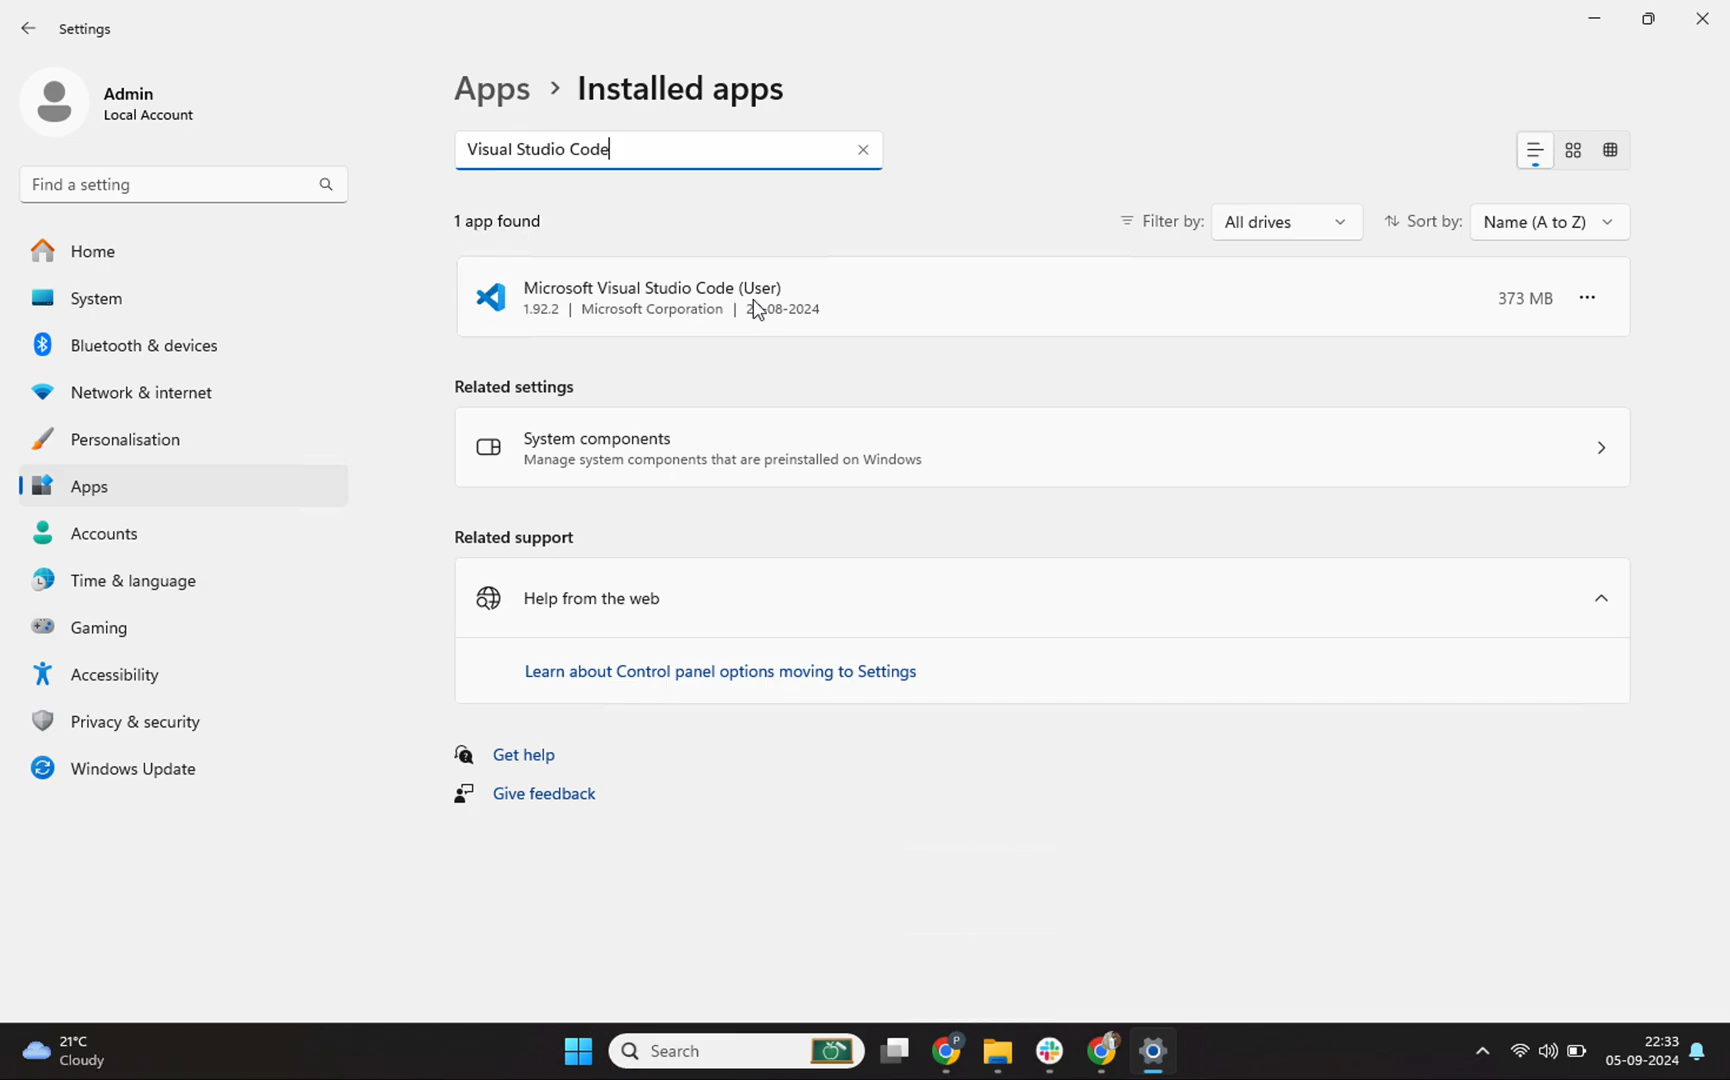 Settings
Admin
Local Account
Find a setting
Home
System
Bluetooth & devices
Network & internet
Personalisation
Apps
Accounts
Time & language
Gaming
Accessibility
Privacy & security
Windows Update
Apps > Installed apps
Visual Studio Code
1 app found
Filter by: All drives
Sort by: Name (A to Z)
Microsoft Visual Studio Code (User)
1.92.2 | Microsoft Corporation | 08-2024
373 MB
Related settings
System components
Manage system components that are preinstalled on Windows
Related support
Help from the web
Learn about Control panel options moving to Settings
Get help
Give feedback
21°C
Cloudy
Search
P
22:33
05-09-2024